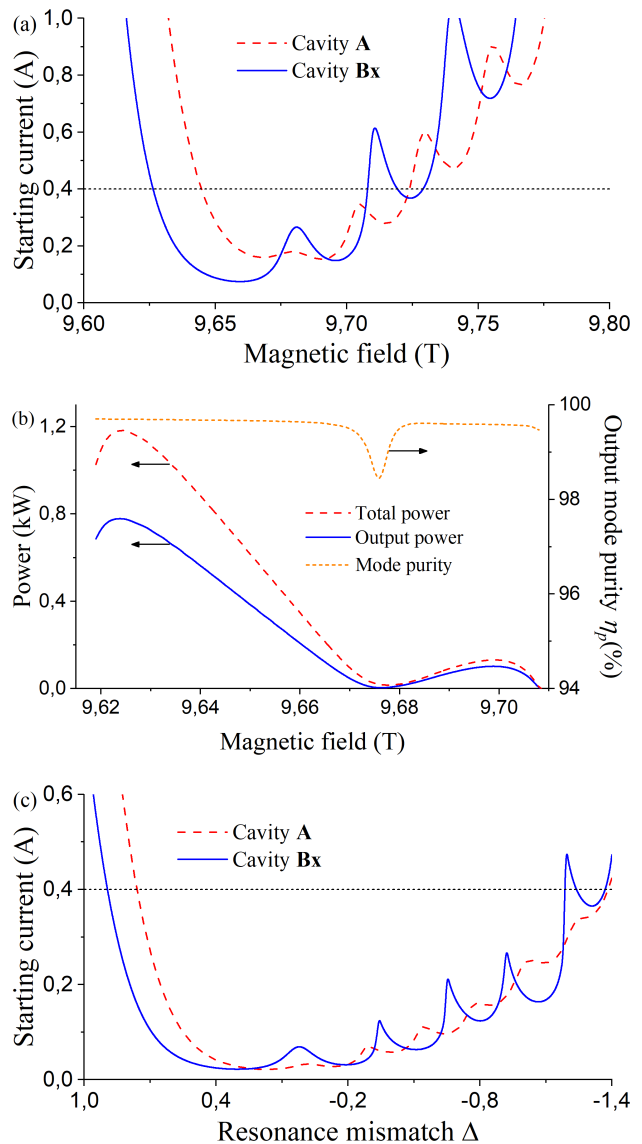 (a)
1,0
0,8
0,6
0,4
0,2
0,0
Starting current (A)
Cavity A
Cavity Bx
9,60
9,65
9,70
9,75
9,80
Magnetic field (T)
(b)
1,2
0,8
0,4
0,0
Power (kW)
100
98
96
94
Output mode purity ηp(%)
Total power
Output power
Mode purity
9,62
9,64
9,66
9,68
9,70
Magnetic field (T)
(c)
0,6
0,4
0,2
0,0
Starting current (A)
Cavity A
Cavity Bx
1,0
0,4
-0,2
-0,8
-1,4
Resonance mismatch Δ